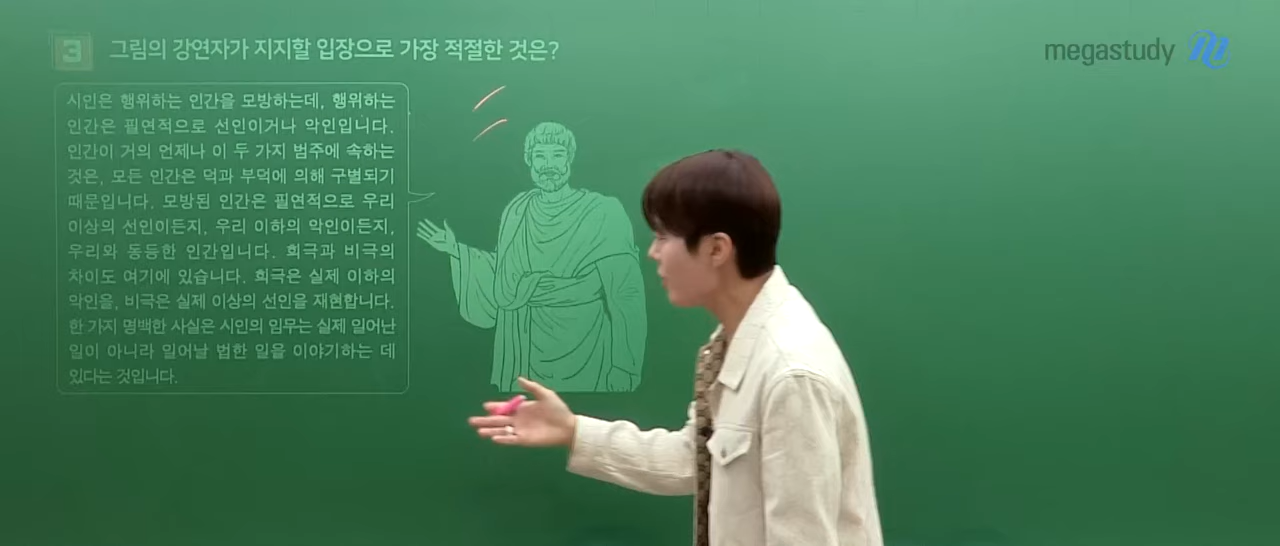 3 그림의 강연자가 지지할 입장으로 가장 적절한 것은?
megastudy
시인은 행위하는 인간을 모방하는데, 행위하는
인간은 필연적으로 선인이거나 악인입니다.
인간이 거의 언제나 이 두 가지 범주에 속하는
것은, 모든 인간은 덕과 부덕에 의해 구별되기
때문입니다. 모방된 인간은 필연적으로 우리
이상의 선인이든지, 우리 이하의 악인이든지,
우리와 동등한 인간입니다. 희극과 비극의
차이도 여기에 있습니다. 희극은 실제 이하의
악인을, 비극은 실제 이상의 선인을 재현합니다.
한 가지 명백한 사실은 시인의 임무는 실제 일어난
일이 아니라 일어날 법한 일을 이야기하는 데
있다는 것입니다.